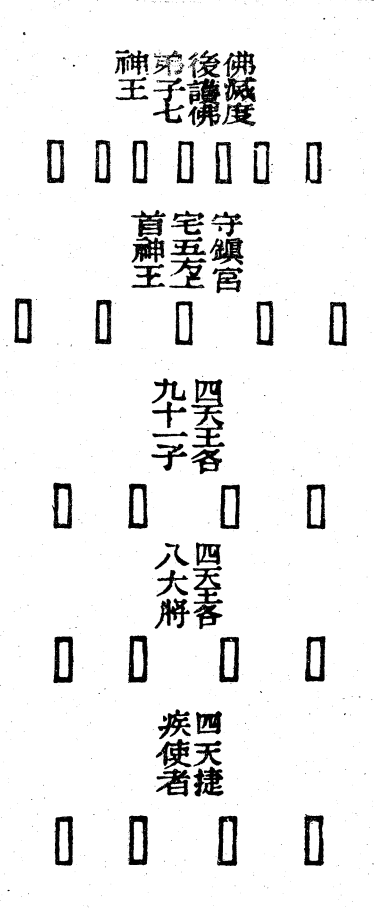 佛滅度
後護佛
弟子七
神王
守鎭宮
宅五方上
首神王
四天王各
九十一子
四天王各
八大將
四天捷
疾使者